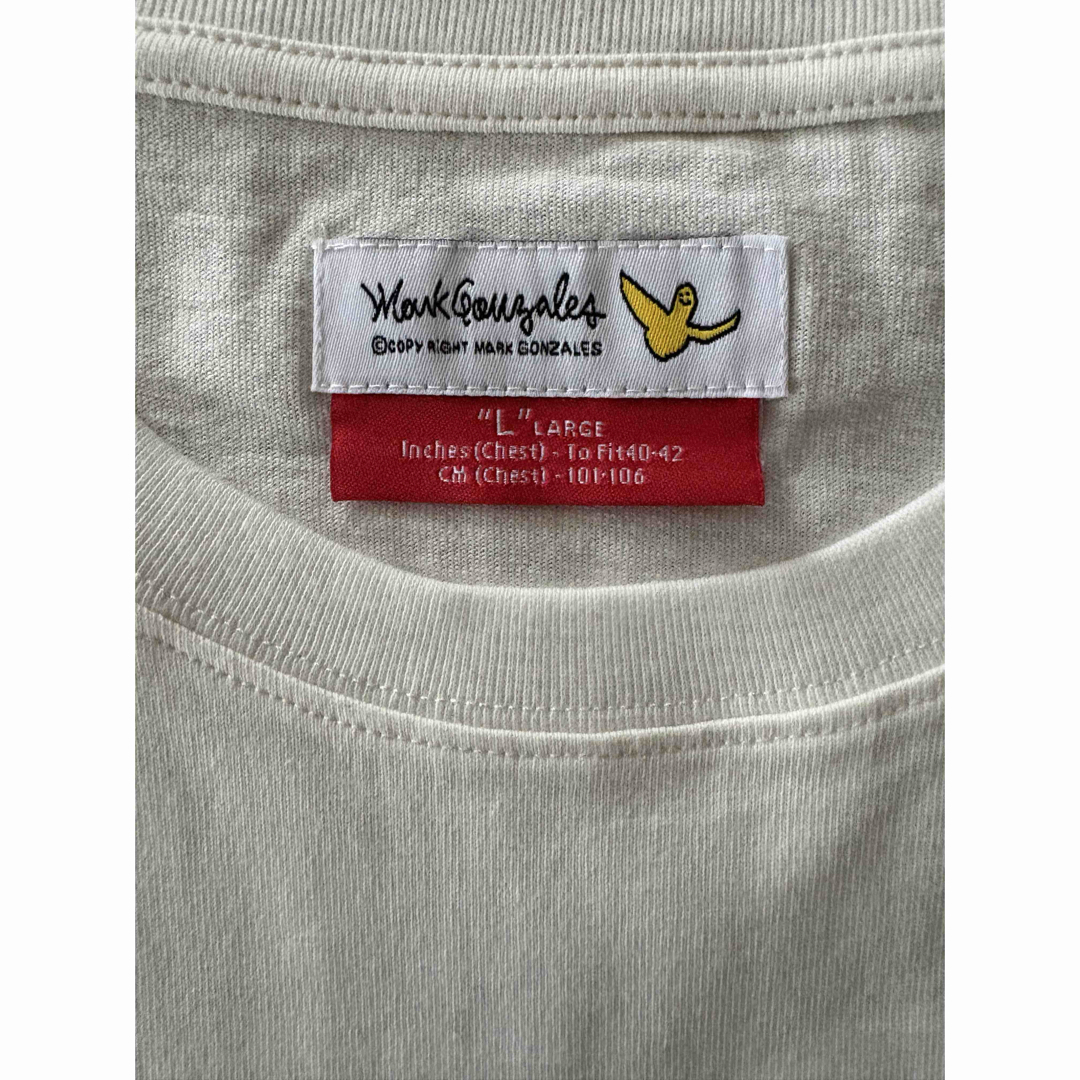 Mark Gonzales
©COPY RIGHT MARK GONZALES
"L" LARGE
Inches (Chest) - To Fit 40-42
CM (Chest) - 101-106